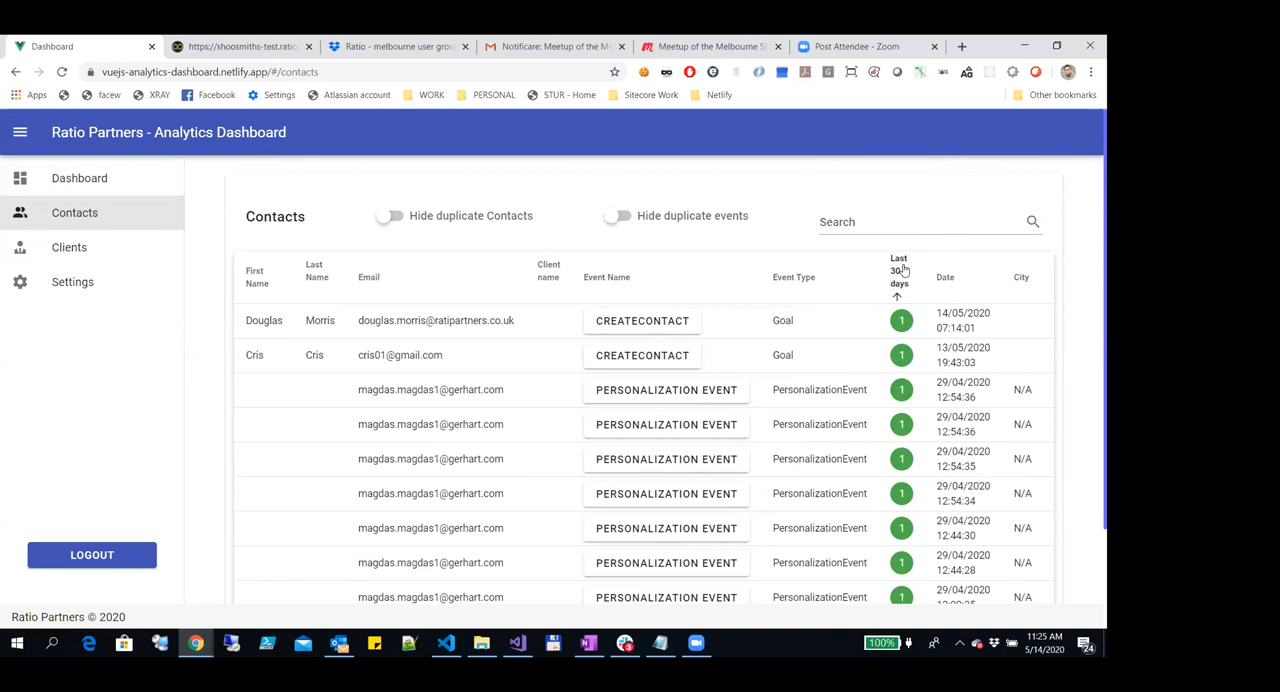 Dashboard
https://shoosmiths-test.ratio
Ratio - melbourne user grou
Notificare: Meetup of the M
Meetup of the Melbourne S
Post Attendee - Zoom
vuejs-analytics-dashboard.netlify.app/#/contacts
Apps
facew
XRAY
Facebook
Settings
Atlassian account
WORK
PERSONAL
STUR - Home
Sitecore Work
Netlify
Other bookmarks
Ratio Partners - Analytics Dashboard
Dashboard
Contacts
Clients
Settings
LOGOUT
Contacts
Hide duplicate Contacts
Hide duplicate events
Search
First
Name
Last
Name
Email
Client
name
Event Name
Event Type
Last
30
days
Date
City
Douglas Morris douglas.morris@ratipartners.co.uk CREATECONTACT Goal 1 14/05/2020
07:14:01
Cris Cris cris01@gmail.com CREATECONTACT Goal 1 13/05/2020
19:43:03
magdas.magdas1@gerhart.com PERSONALIZATION EVENT PersonalizationEvent 1 29/04/2020 N/A
12:54:36
magdas.magdas1@gerhart.com PERSONALIZATION EVENT PersonalizationEvent 1 29/04/2020 N/A
12:54:36
magdas.magdas1@gerhart.com PERSONALIZATION EVENT PersonalizationEvent 1 29/04/2020 N/A
12:54:35
magdas.magdas1@gerhart.com PERSONALIZATION EVENT PersonalizationEvent 1 29/04/2020 N/A
12:54:34
magdas.magdas1@gerhart.com PERSONALIZATION EVENT PersonalizationEvent 1 29/04/2020 N/A
12:44:30
magdas.magdas1@gerhart.com PERSONALIZATION EVENT PersonalizationEvent 1 29/04/2020 N/A
12:44:28
magdas.magdas1@gerhart.com PERSONALIZATION EVENT PersonalizationEvent 1 29/04/2020 N/A
Ratio Partners © 2020
100%
11:25 AM
5/14/2020
24